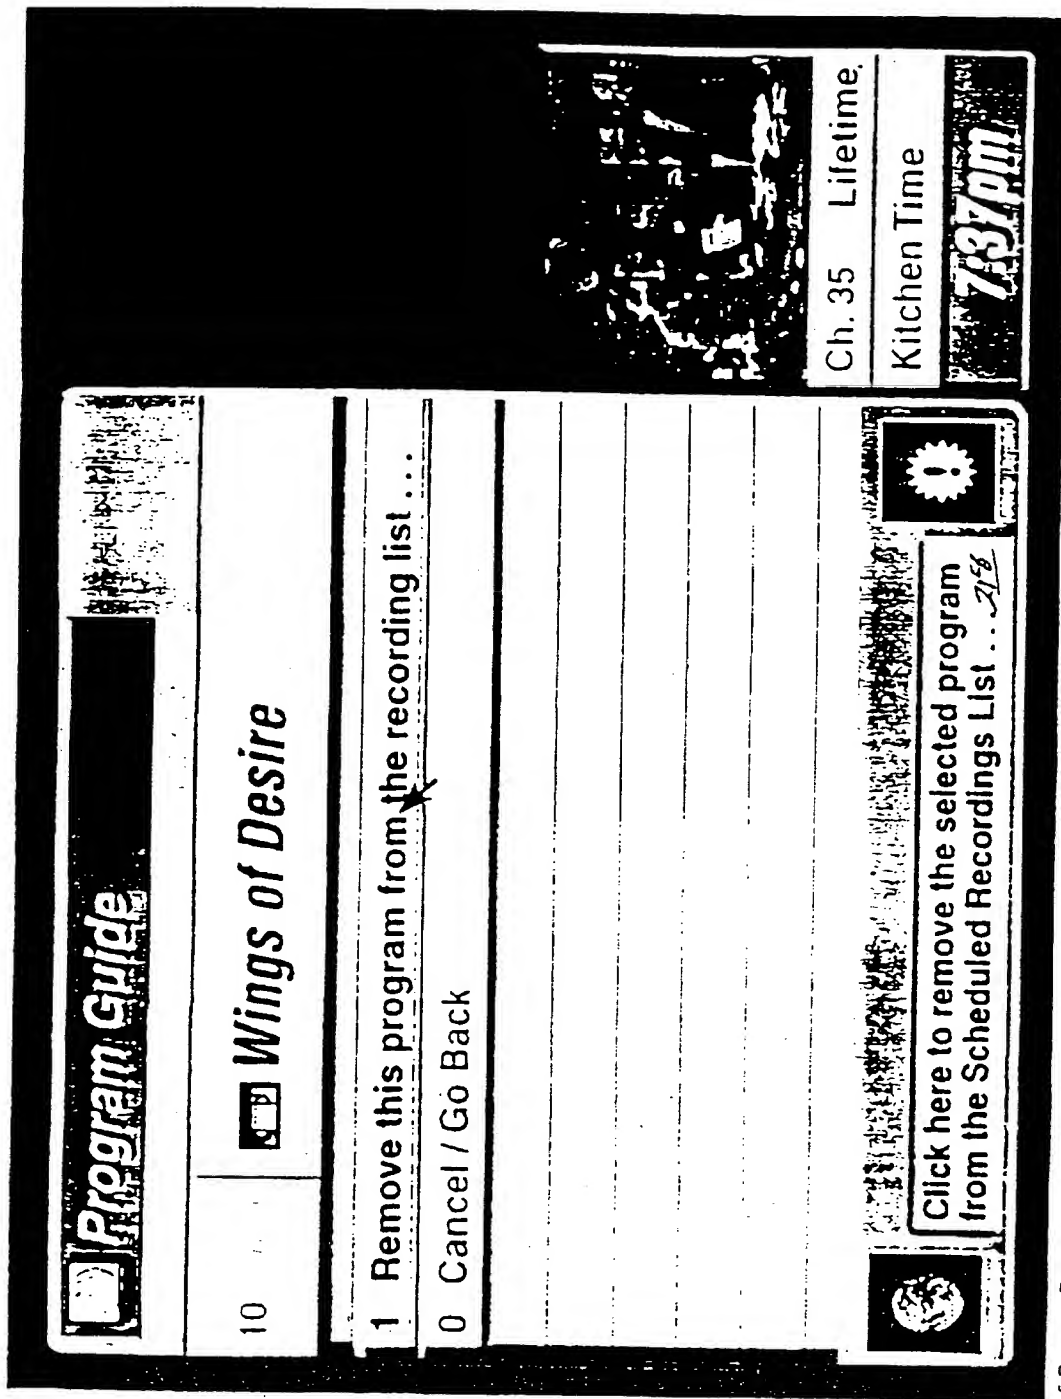 Program Guide
10 Wings of Desire
1 Remove this program from the recording list...
0 Cancel / Go Back
Click here to remove the selected program
from the Scheduled Recordings List...
Ch. 35 Lifetime
Kitchen Time
7:37pm